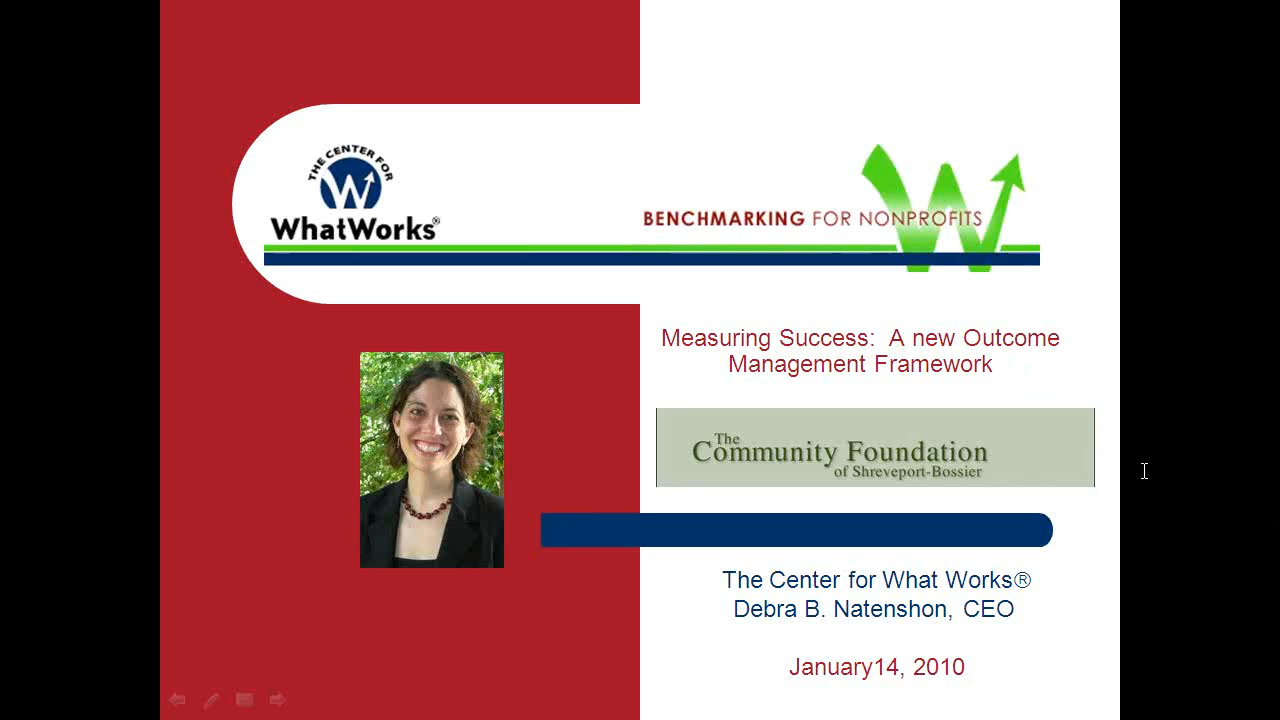 THE CENTER FOR
W
WhatWorks®
BENCHMARKING FOR NONPROFITS
Measuring Success:  A new Outcome
Management Framework
The
Community Foundation
of Shreveport-Bossier
The Center for What Works®
Debra B. Natenshon, CEO
January14, 2010